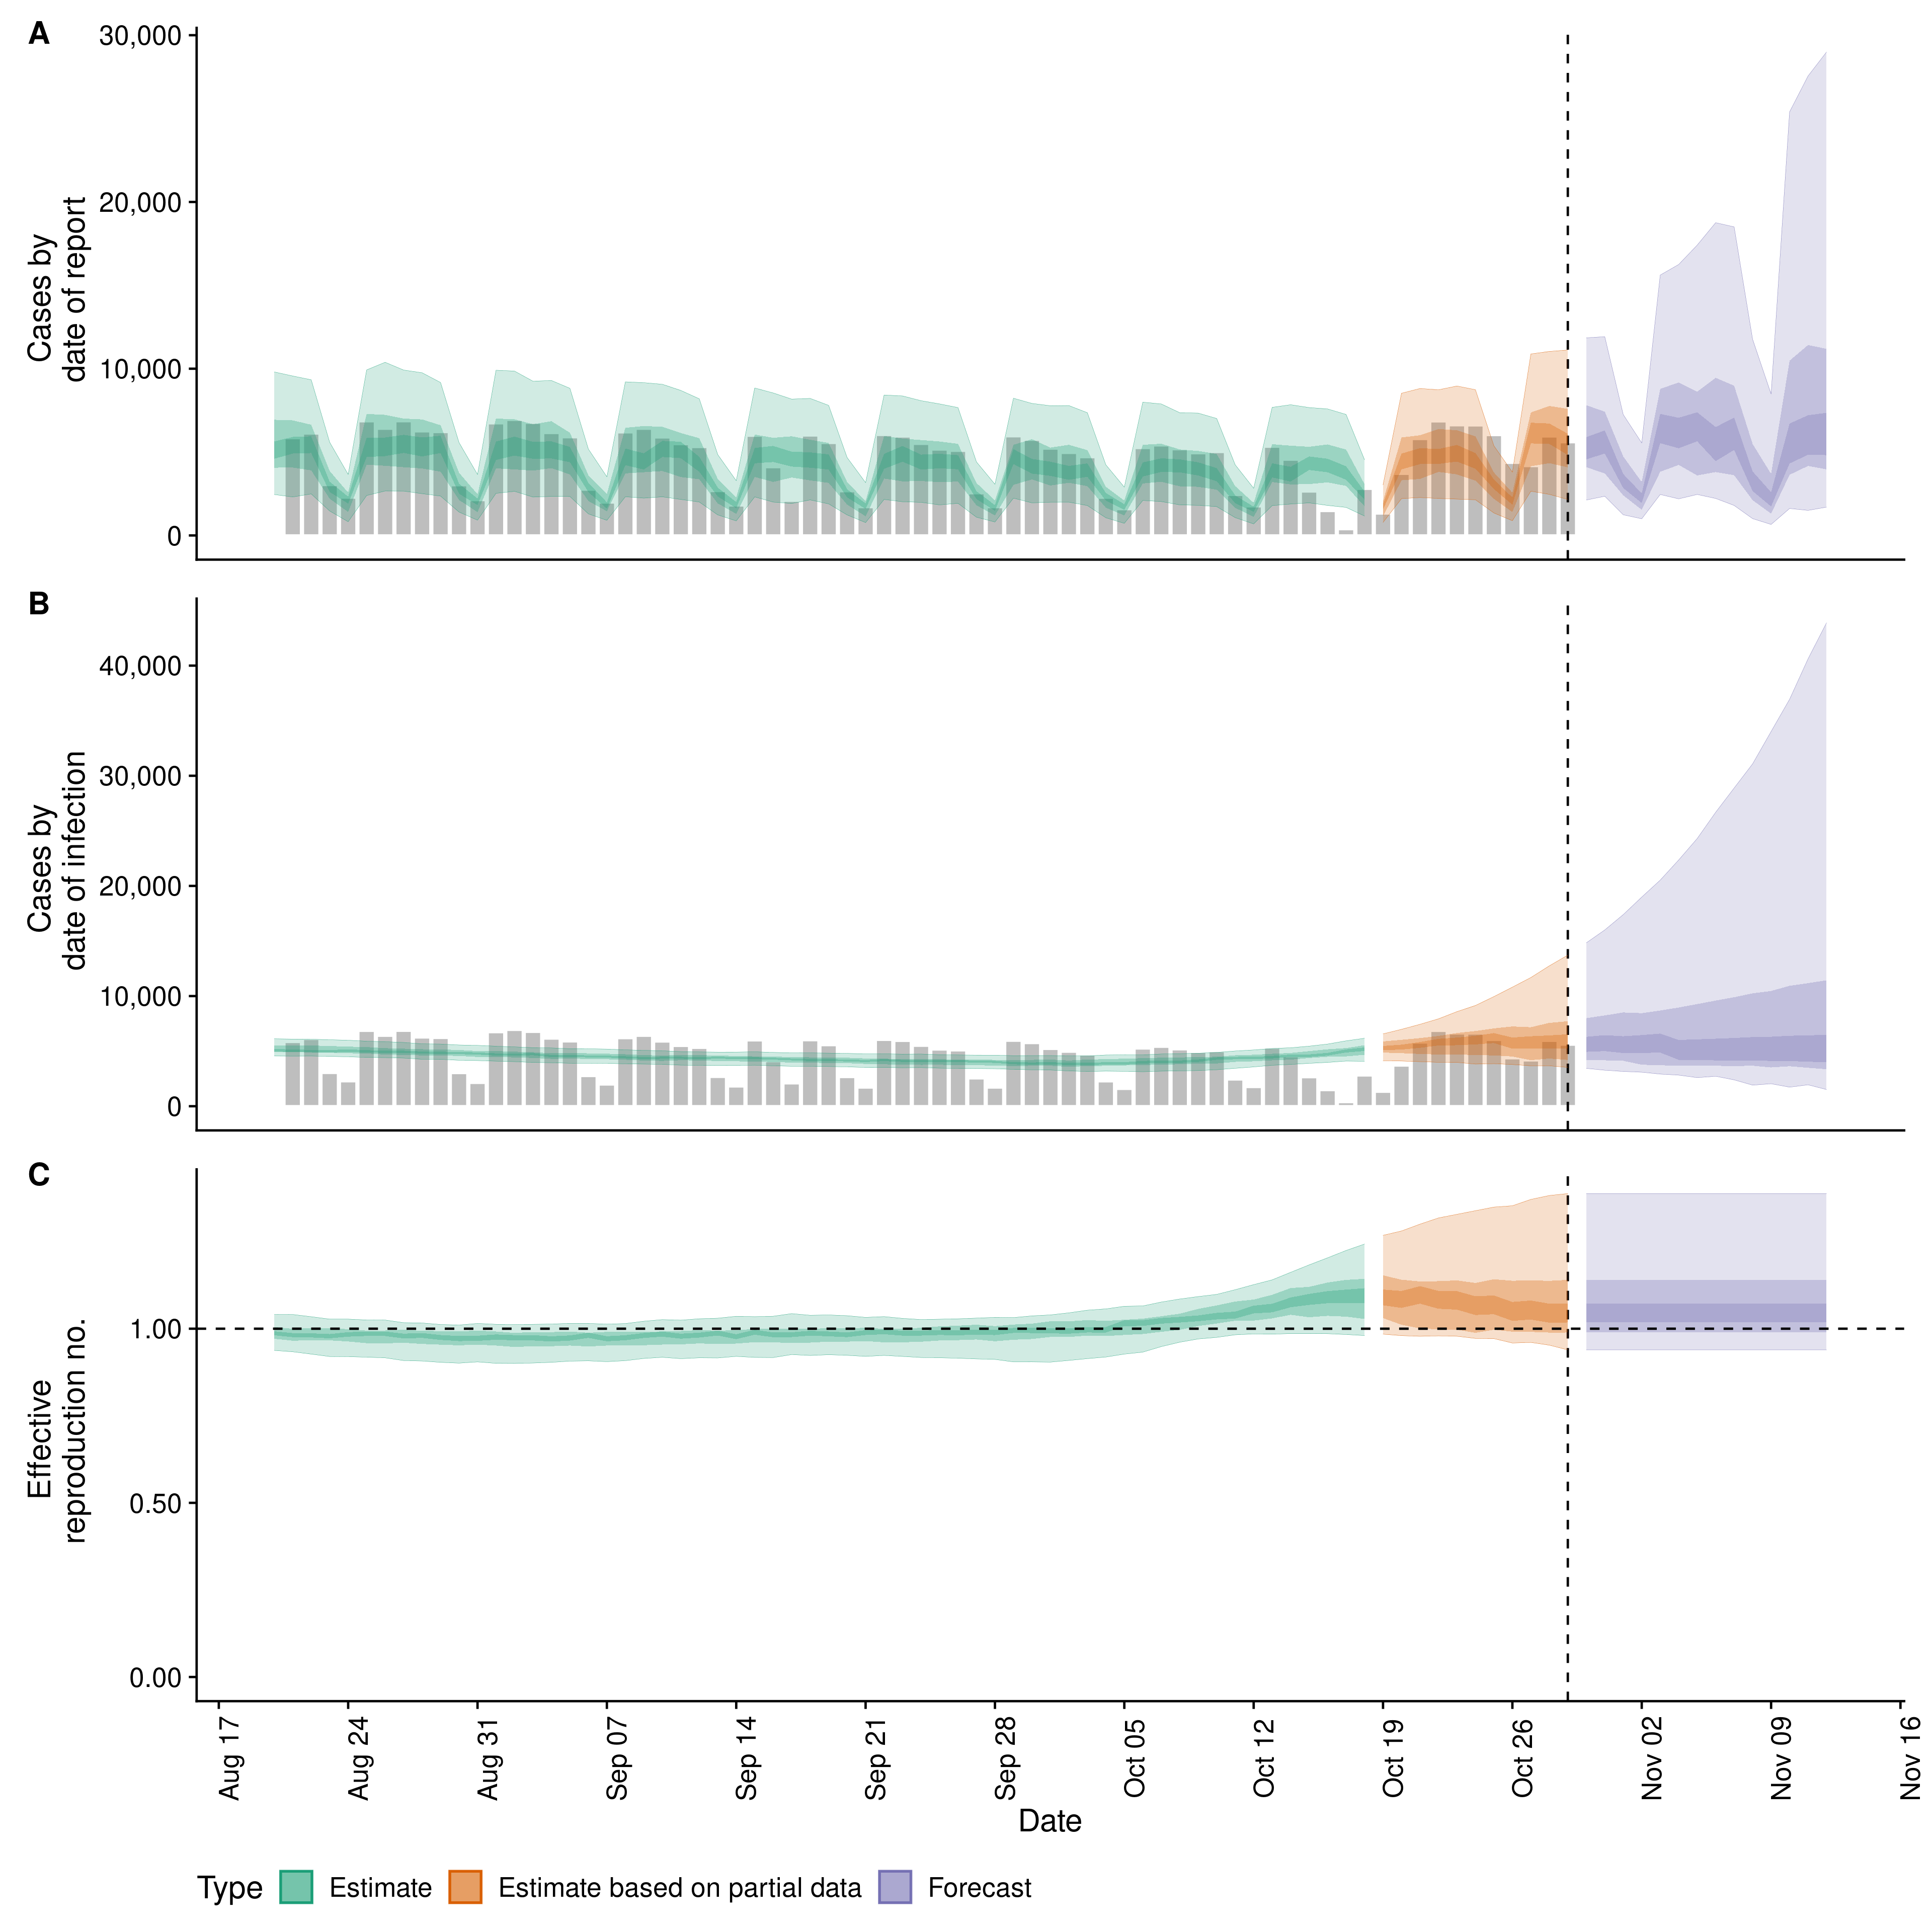 A
30,000
20,000
10,000
0
Cases by
date of report
B
40,000
30,000
20,000
10,000
0
Cases by
date of infection
C
1.00
0.50
0.00
Effective
reproduction no.
Aug 17
Aug 24
Aug 31
Sep 07
Sep 14
Sep 21
Sep 28
Oct 05
Oct 12
Oct 19
Oct 26
Nov 02
Nov 09
Nov 16
Date
Type
Estimate
Estimate based on partial data
Forecast